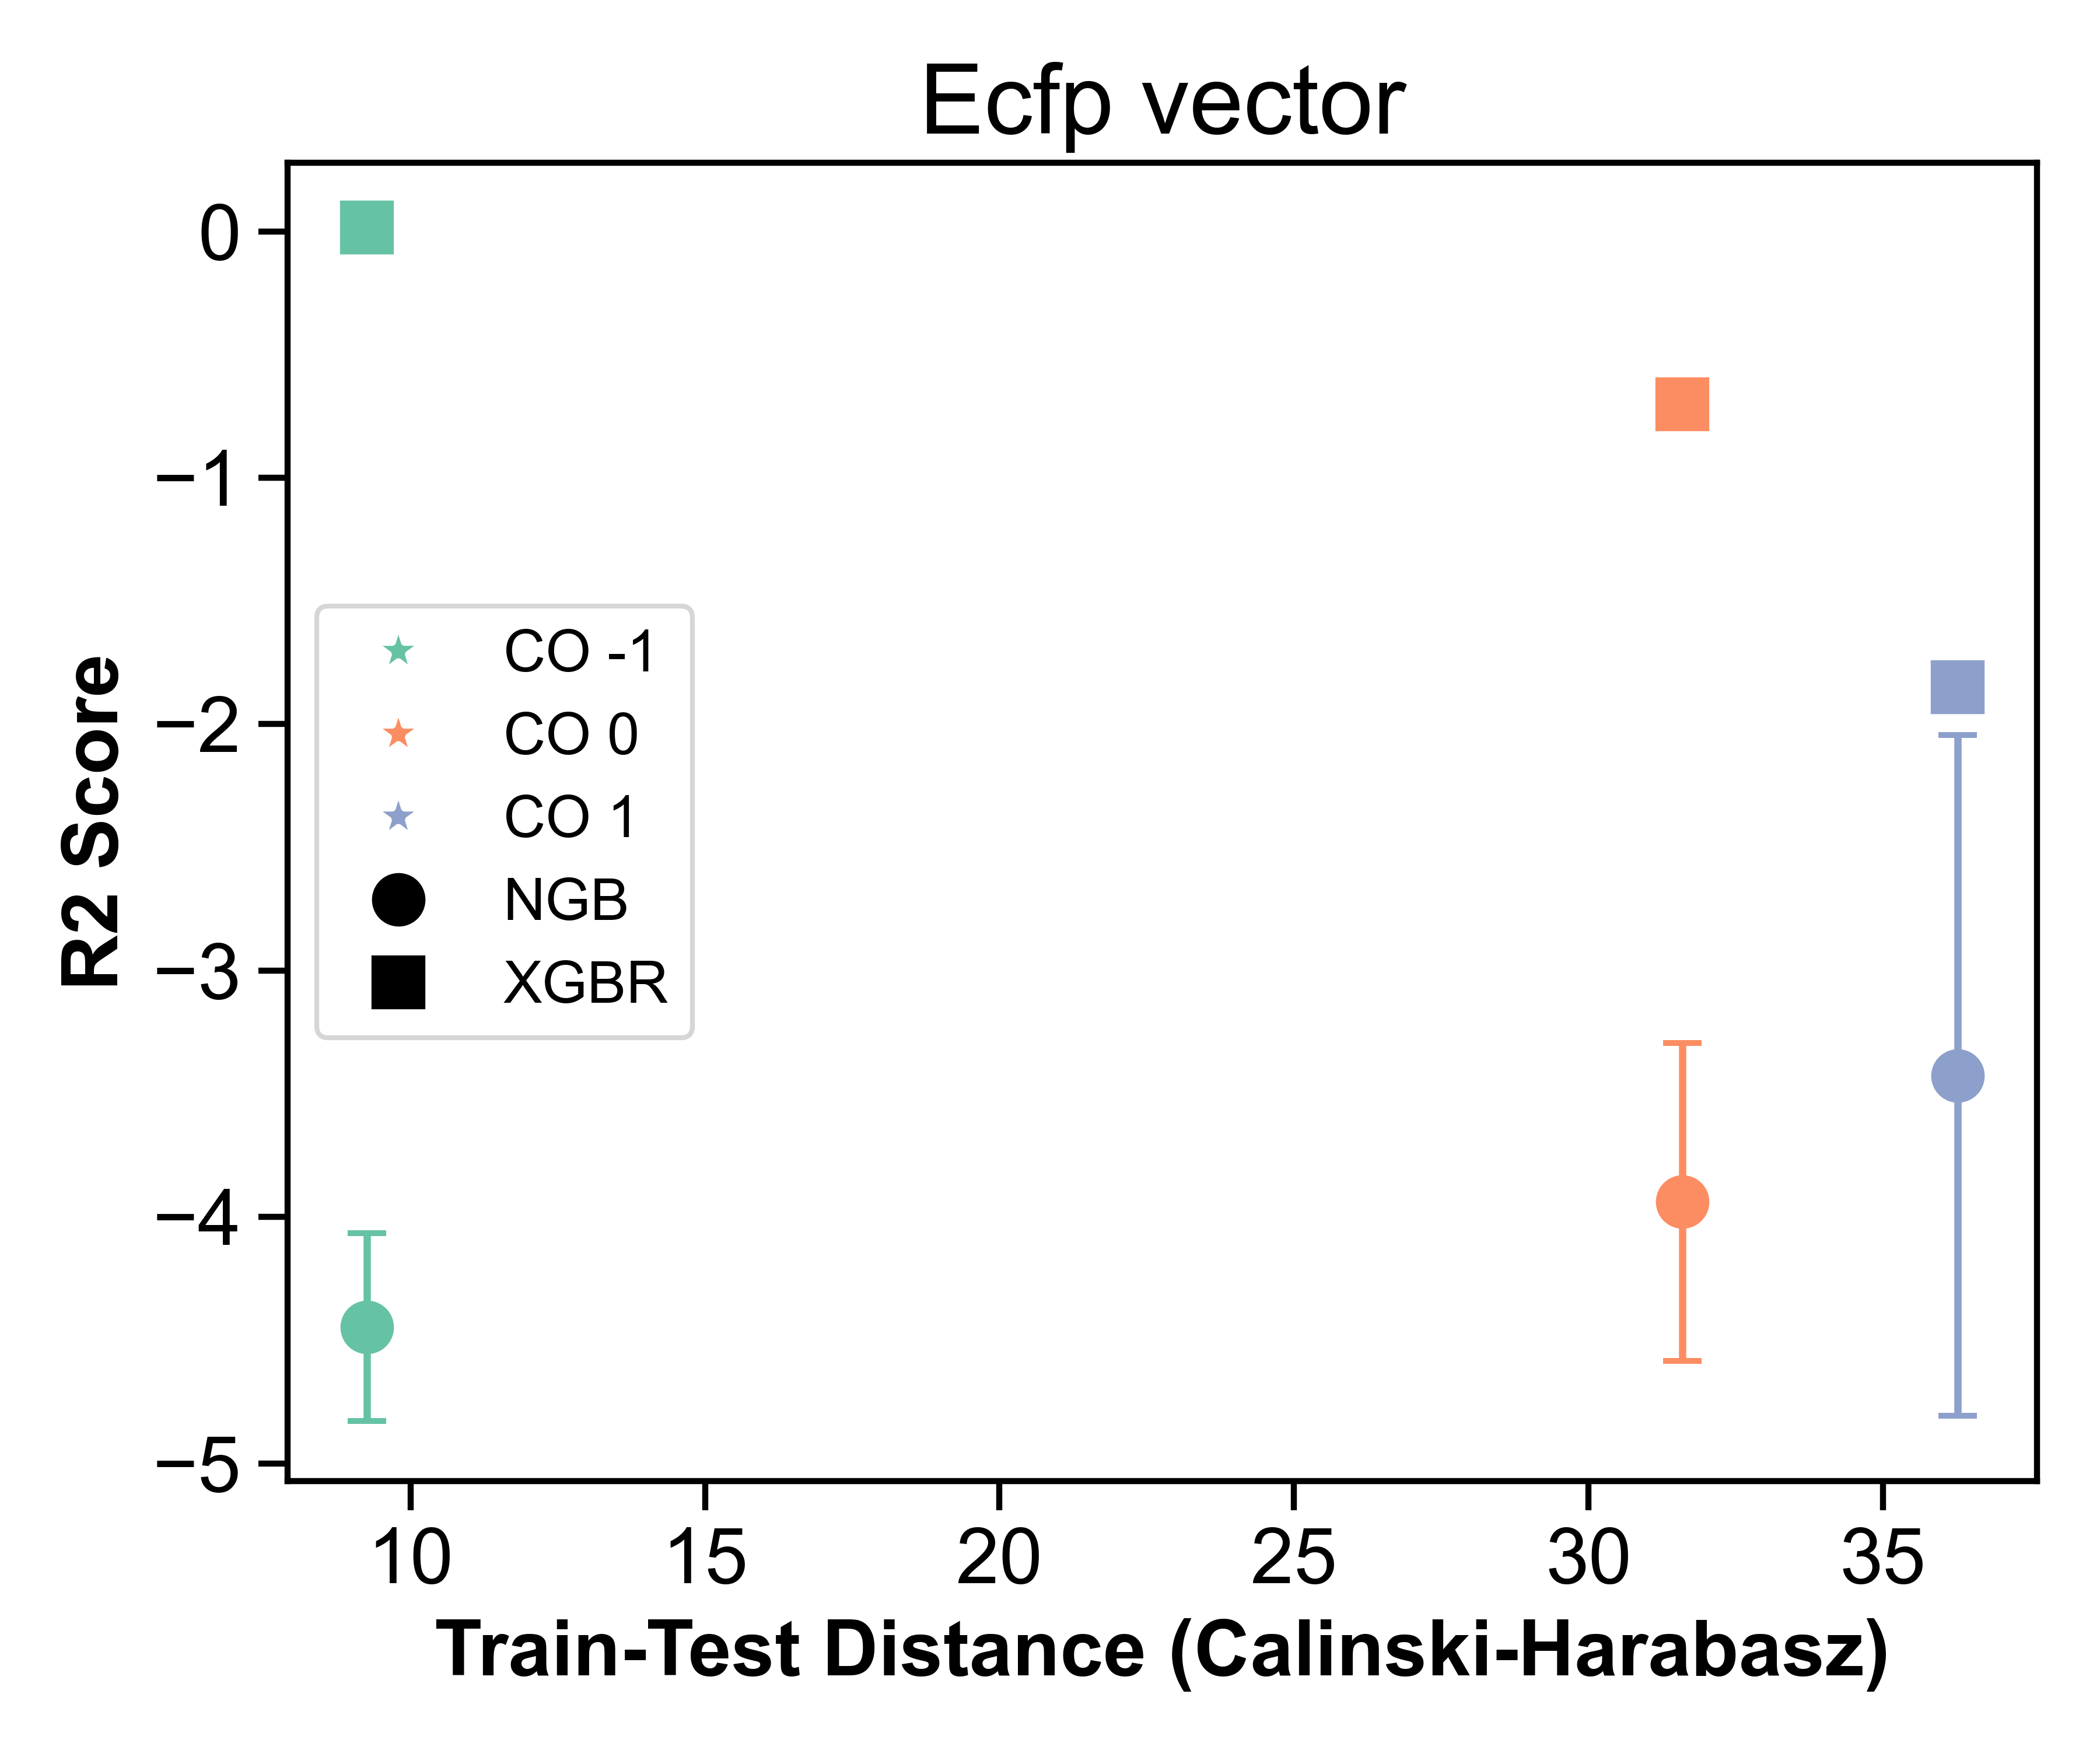 Ecfp vector
R2 Score
0
−1
−2
−3
−4
−5
CO -1
CO 0
CO 1
NGB
XGBR
10 15 20 25 30 35
Train-Test Distance (Calinski-Harabasz)